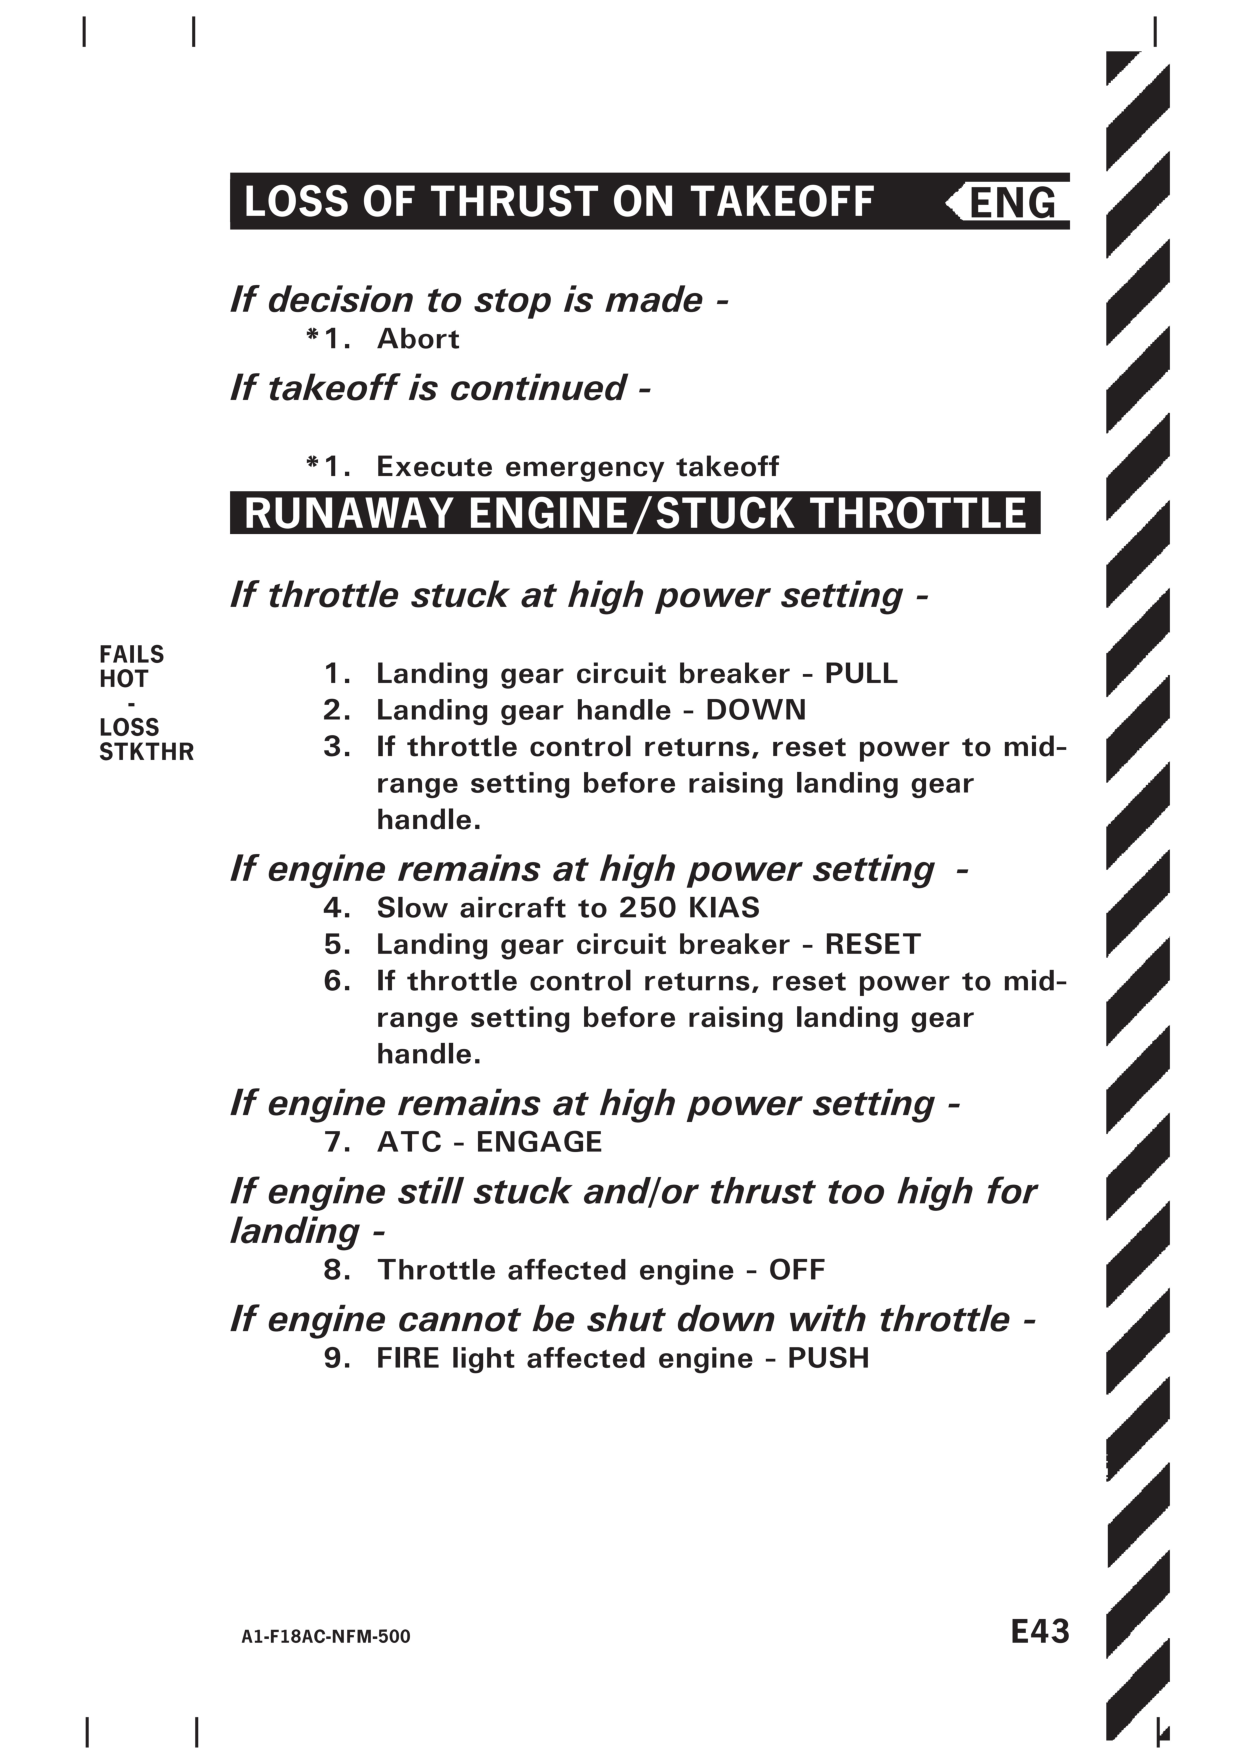 LOSS OF THRUST ON TAKEOFF ENG
If decision to stop is made -
*1. Abort
If takeoff is continued -
*1. Execute emergency takeoff
RUNAWAY ENGINE/STUCK THROTTLE
If throttle stuck at high power setting -
FAILS
HOT
-
LOSS
STKTHR
1. Landing gear circuit breaker - PULL
2. Landing gear handle - DOWN
3. If throttle control returns, reset power to mid-
range setting before raising landing gear
handle.
If engine remains at high power setting -
4. Slow aircraft to 250 KIAS
5. Landing gear circuit breaker - RESET
6. If throttle control returns, reset power to mid-
range setting before raising landing gear
handle.
If engine remains at high power setting -
7. ATC - ENGAGE
If engine still stuck and/or thrust too high for
landing -
8. Throttle affected engine - OFF
If engine cannot be shut down with throttle -
9. FIRE light affected engine - PUSH
A1-F18AC-NFM-500
E43